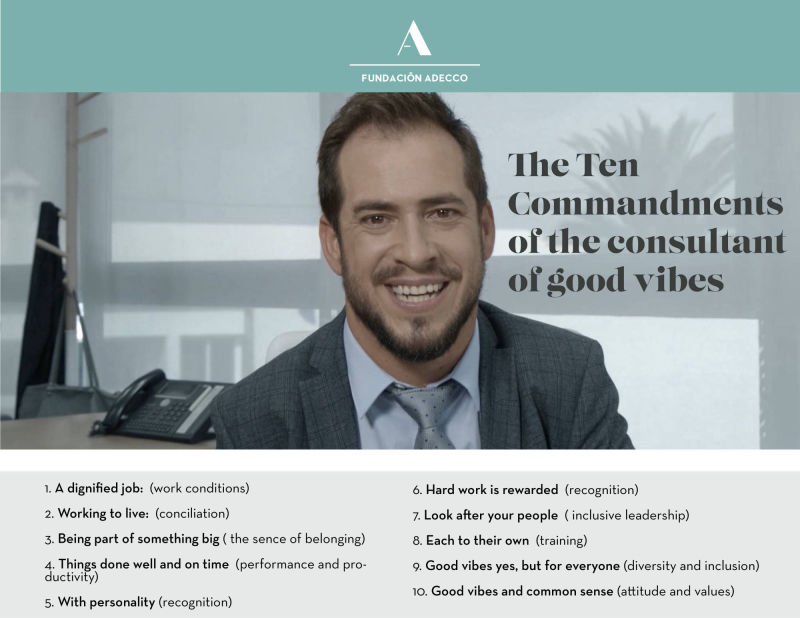 A
FUNDACIÓN ADECCO
The Ten
Commandments
of the consultant
of good vibes
1. A dignified job: (work conditions)
2. Working to live: (conciliation)
3. Being part of something big ( the sence of belonging)
4. Things done well and on time (performance and pro-
ductivity)
5. With personality (recognition)
6. Hard work is rewarded (recognition)
7. Look after your people ( inclusive leadership)
8. Each to their own (training)
9. Good vibes yes, but for everyone (diversity and inclusion)
10. Good vibes and common sense (attitude and values)